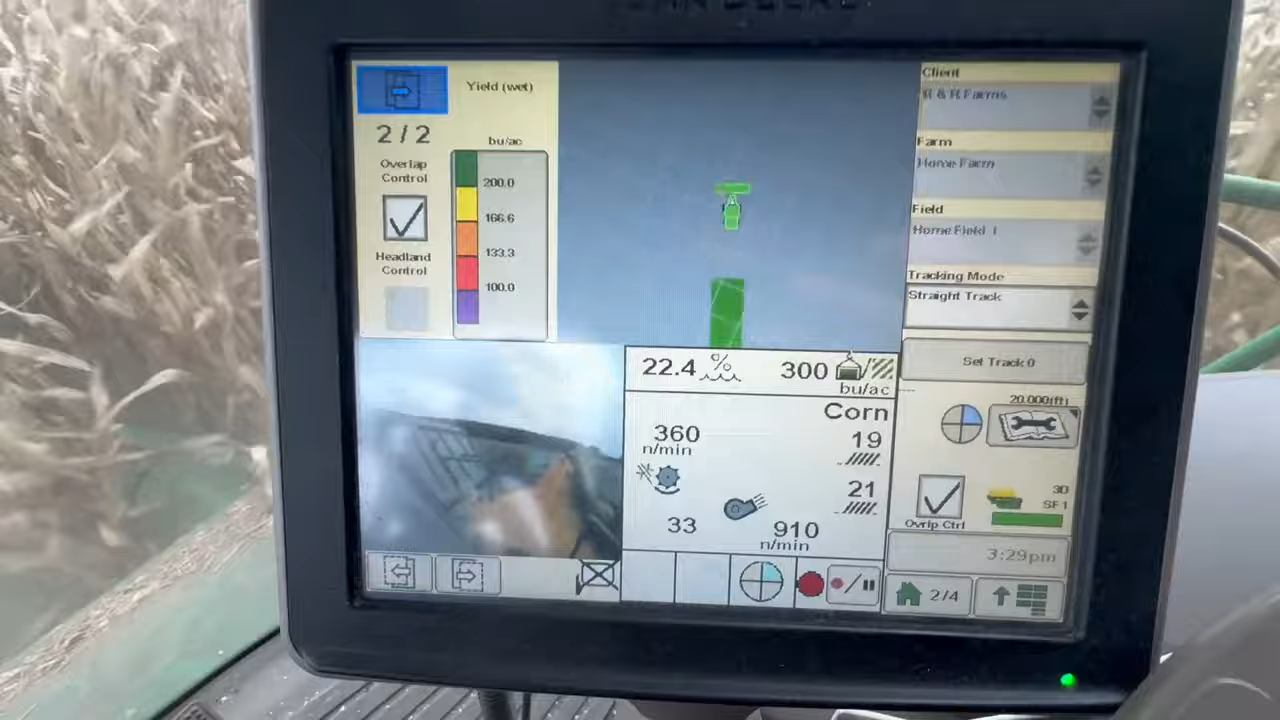 Yield (wet)
2 / 2
bu/ac
Overlap
Control
200.0
166.6
133.3
100.0
Headland
Control
Client
R & R Farms
Farm
Home Farm
Field
Home Field 1
Tracking Mode
Straight Track
Set Track 0
20.000(ft)
22.4 %
300
bu/ac
Corn
360
n/min
19
21
33
910
n/min
3D
SF1
Ovrlp Ctrl
3:29pm
2/4